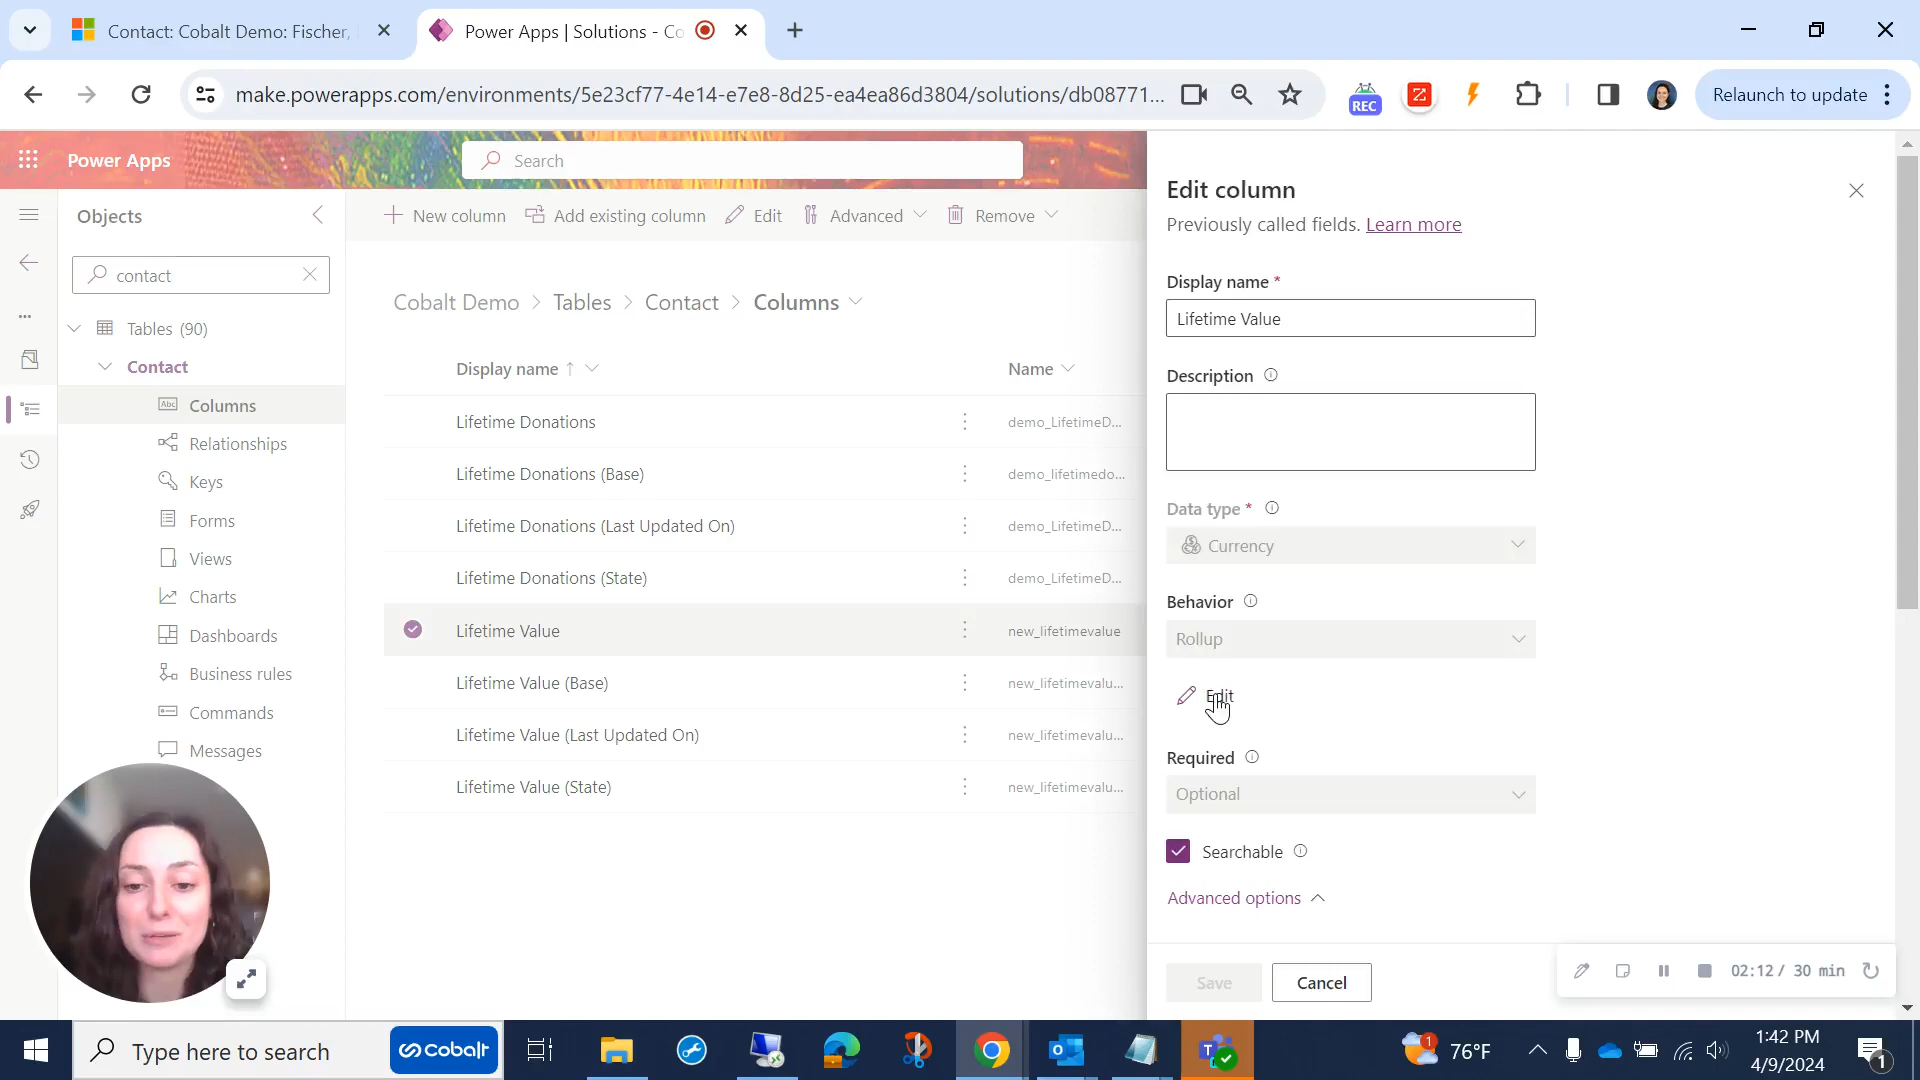 Contact: Cobalt Demo: Fischer,
Power Apps | Solutions - Co
make.powerapps.com/environments/5e23cf77-4e14-e7e8-8d25-ea4ea86d3804/solutions/db08771...
REC
Relaunch to update
Power Apps
Search
Objects
New column
Add existing column
Edit
Advanced
Remove
contact
Cobalt Demo > Tables > Contact > Columns
Tables (90)
Contact
Columns
Relationships
Keys
Forms
Views
Charts
Dashboards
Business rules
Commands
Messages
Display name ↑
Name
Lifetime Donations
demo_LifetimeD...
Lifetime Donations (Base)
demo_lifetimedo...
Lifetime Donations (Last Updated On)
demo_LifetimeD...
Lifetime Donations (State)
demo_LifetimeD...
Lifetime Value
new_lifetimevalue
Lifetime Value (Base)
new_lifetimevalu...
Lifetime Value (Last Updated On)
new_lifetimevalu...
Lifetime Value (State)
new_lifetimevalu...
Edit column
Previously called fields. Learn more
Display name *
Lifetime Value
Description
Data type *
Currency
Behavior
Rollup
Edit
Required
Optional
Searchable
Advanced options
Save
Cancel
02:12 / 30 min
Type here to search
Cobalt
76°F
1:42 PM
4/9/2024
1